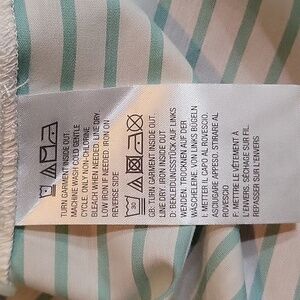 TURN GARMENT INSIDE OUT.
MACHINE WASH COLD GENTLE
CYCLE. ONLY NON-CHLORINE
BLEACH WHEN NEEDED. LINE DRY.
LOW IRON IF NEEDED. IRON ON
REVERSE SIDE
30
GB: TURN GARMENT INSIDE OUT.
LINE DRY. IRON INSIDE OUT.
D: BEKLEIDUNGSSTÜCK AUF LINKS
WENDEN. TROCKNEN AUF DER
WÄSCHELEINE. VON LINKS BÜGELN
I: METTERE IL CAPO AL ROVESCIO.
ASCIUGARE APPESO. STIRARE AL
ROVESCIO
F: METTRE LE VÊTEMENT À
L'ENVERS. SÉCHAGE SUR FIL.
REPASSER SUR L'ENVERS